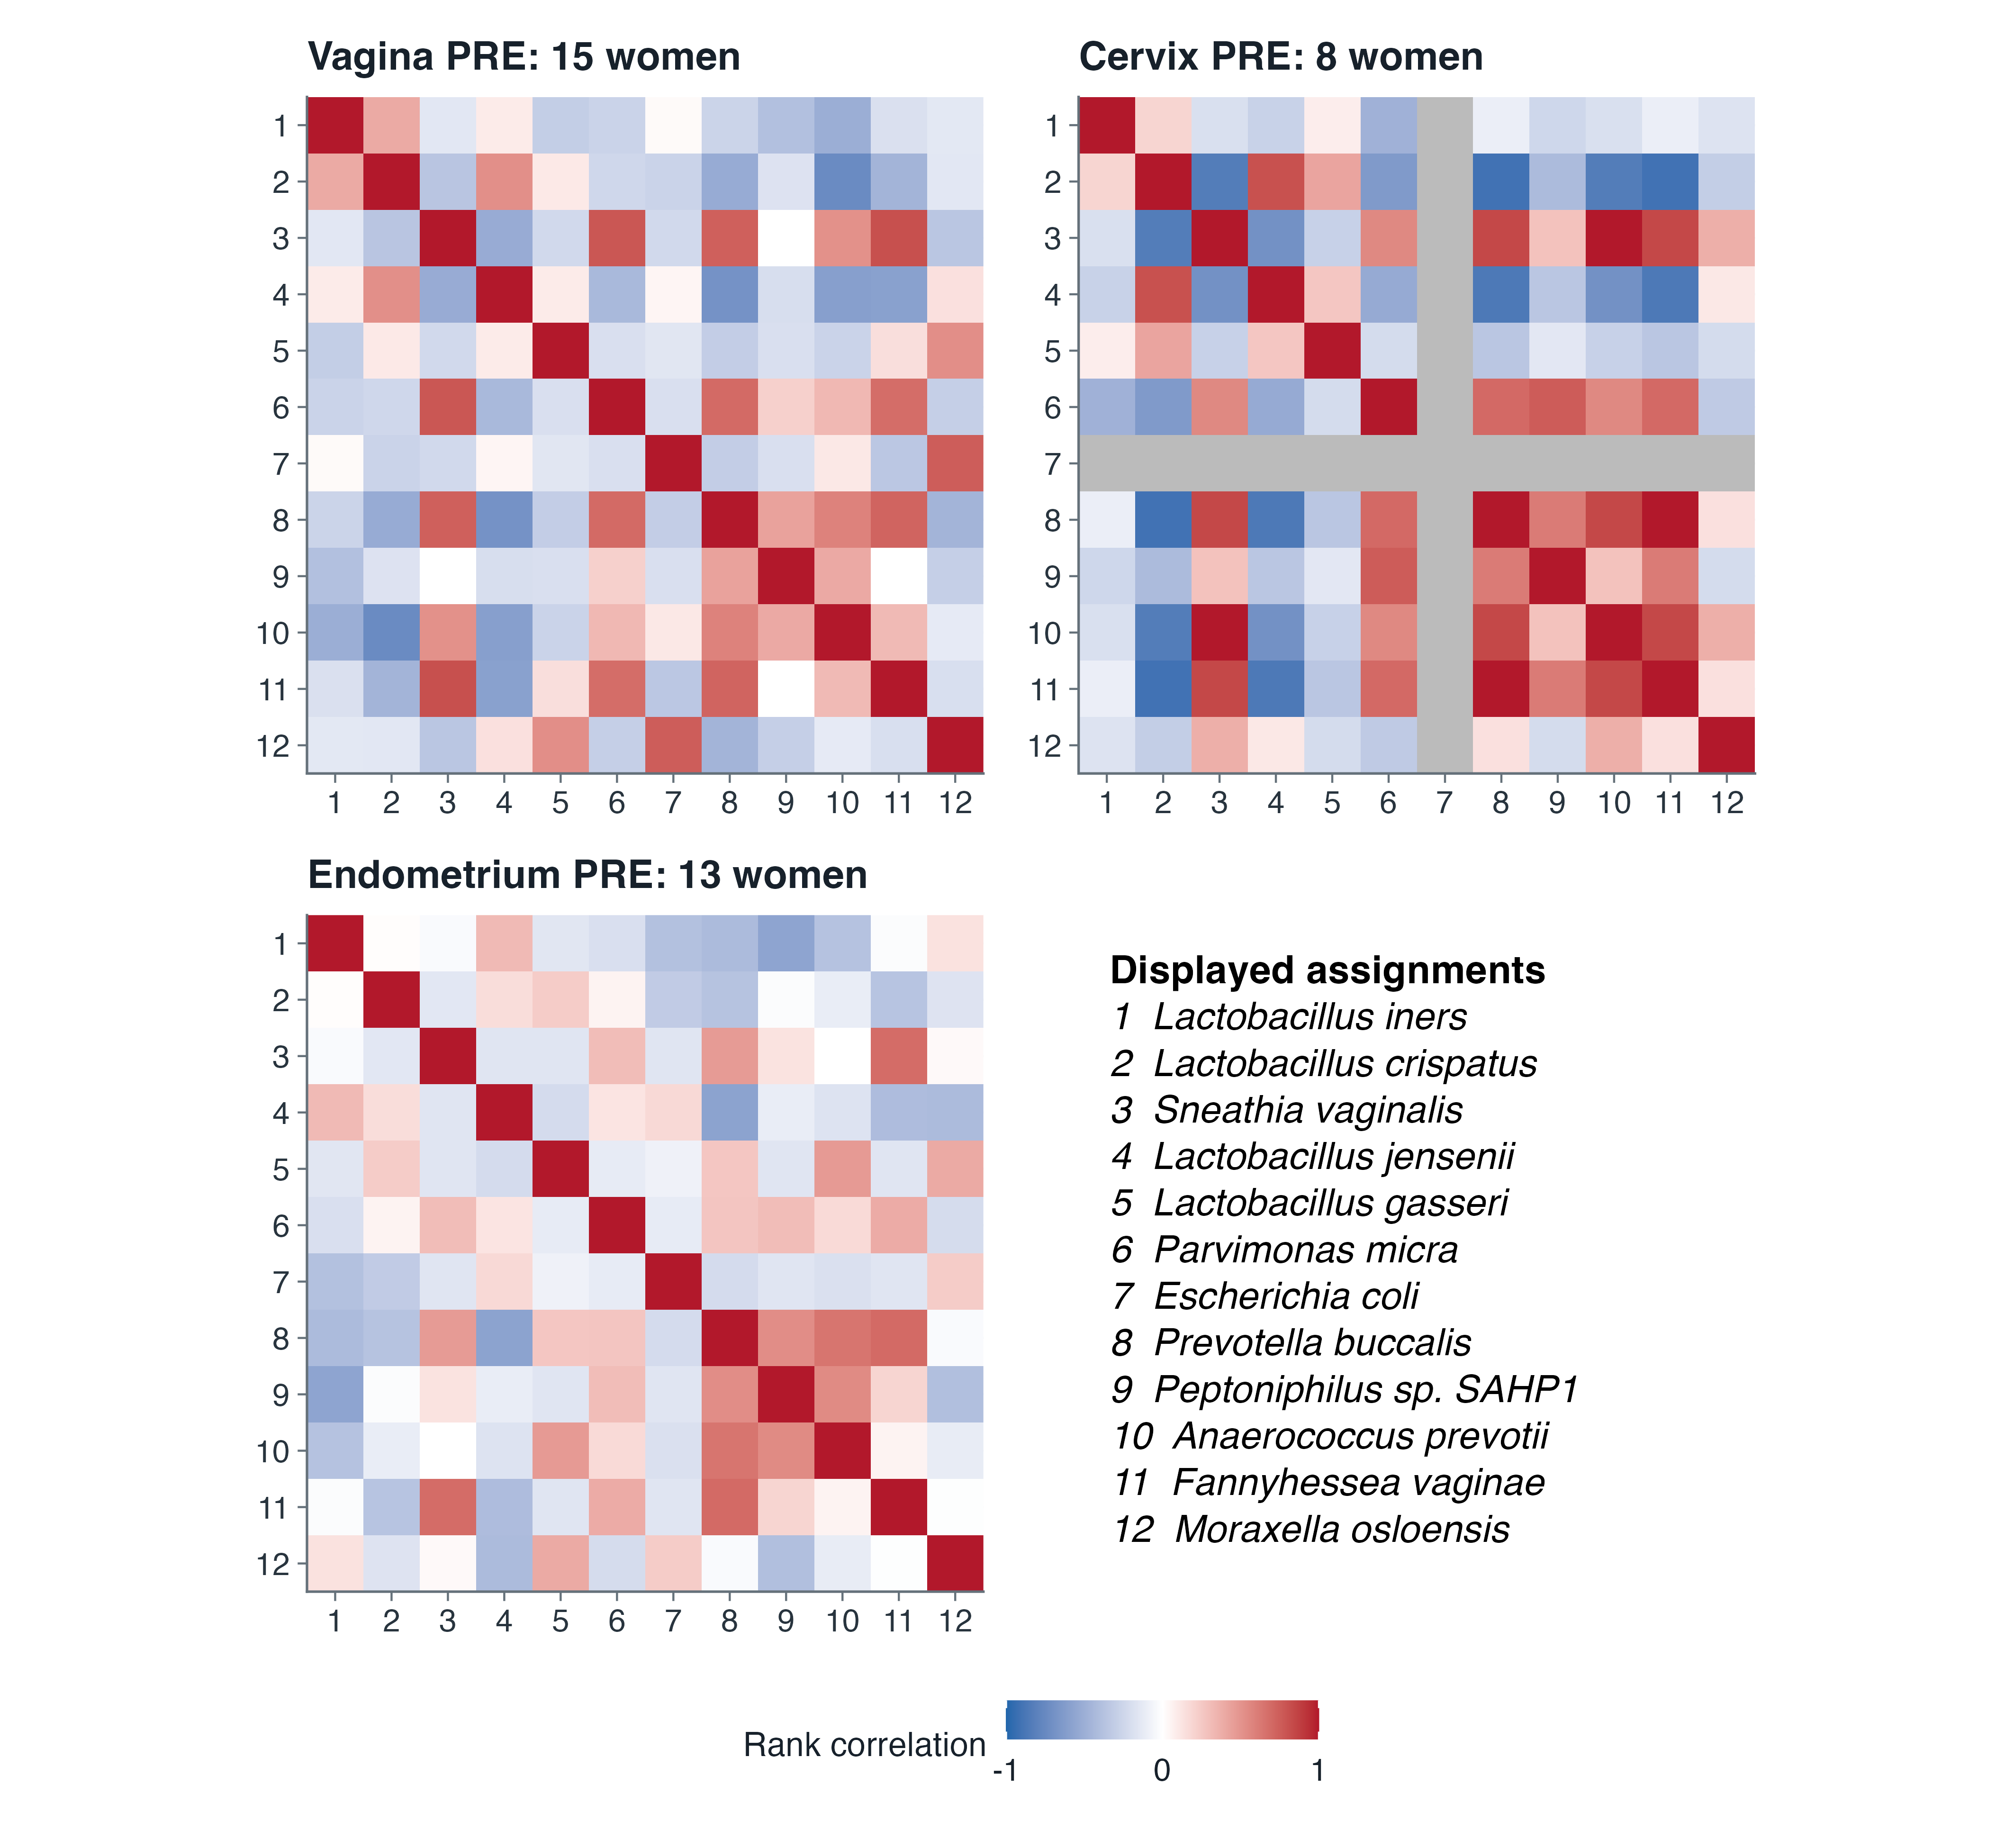 Vagina PRE: 15 women
1
2
3
4
5
6
7
8
9
10
11
12
1 2 3 4 5 6 7 8 9 10 11 12
Cervix PRE: 8 women
1
2
3
4
5
6
7
8
9
10
11
12
1 2 3 4 5 6 7 8 9 10 11 12
Endometrium PRE: 13 women
1
2
3
4
5
6
7
8
9
10
11
12
1 2 3 4 5 6 7 8 9 10 11 12
Displayed assignments
1 Lactobacillus iners
2 Lactobacillus crispatus
3 Sneathia vaginalis
4 Lactobacillus jensenii
5 Lactobacillus gasseri
6 Parvimonas micra
7 Escherichia coli
8 Prevotella buccalis
9 Peptoniphilus sp. SAHP1
10 Anaerococcus prevotii
11 Fannyhessea vaginae
12 Moraxella osloensis
Rank correlation
-1 0 1